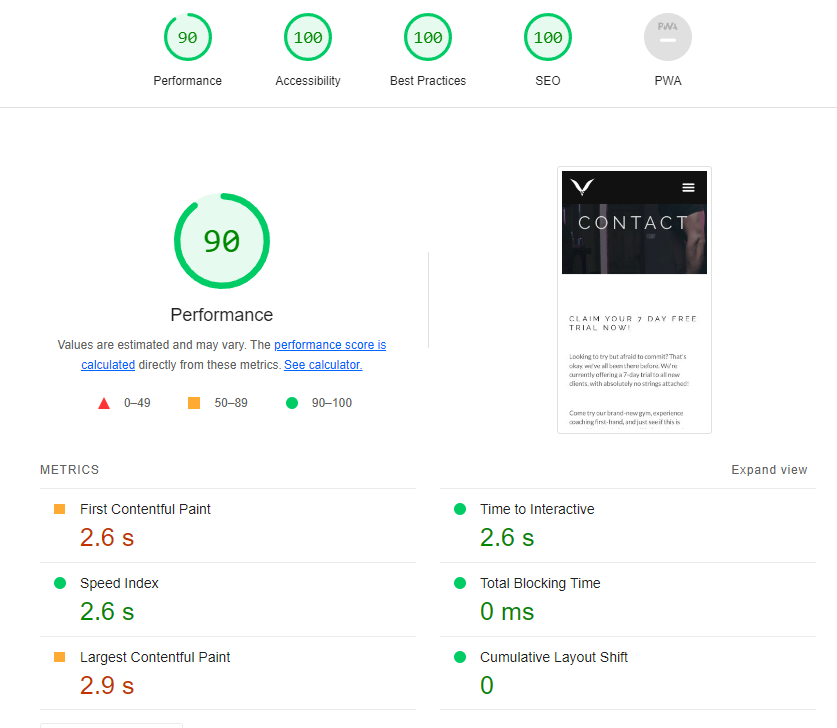 90
100
100
100
PWA
Performance
Accessibility
Best Practices
SEO
PWA
90
Performance
Values are estimated and may vary. The performance score is
calculated directly from these metrics. See calculator.
0–49
50–89
90–100
CONTACT
CLAIM YOUR 7 DAY FREE
TRIAL NOW!
Looking to try but afraid to commit? That's
okay, we've all been there before. We're
currently offering a 7-day trial to all new
clients, with absolutely no strings attached!
Come try our brand-new gym, experience
coaching first-hand, and just see if this is
METRICS
Expand view
First Contentful Paint
2.6 s
Time to Interactive
2.6 s
Speed Index
2.6 s
Total Blocking Time
0 ms
Largest Contentful Paint
2.9 s
Cumulative Layout Shift
0